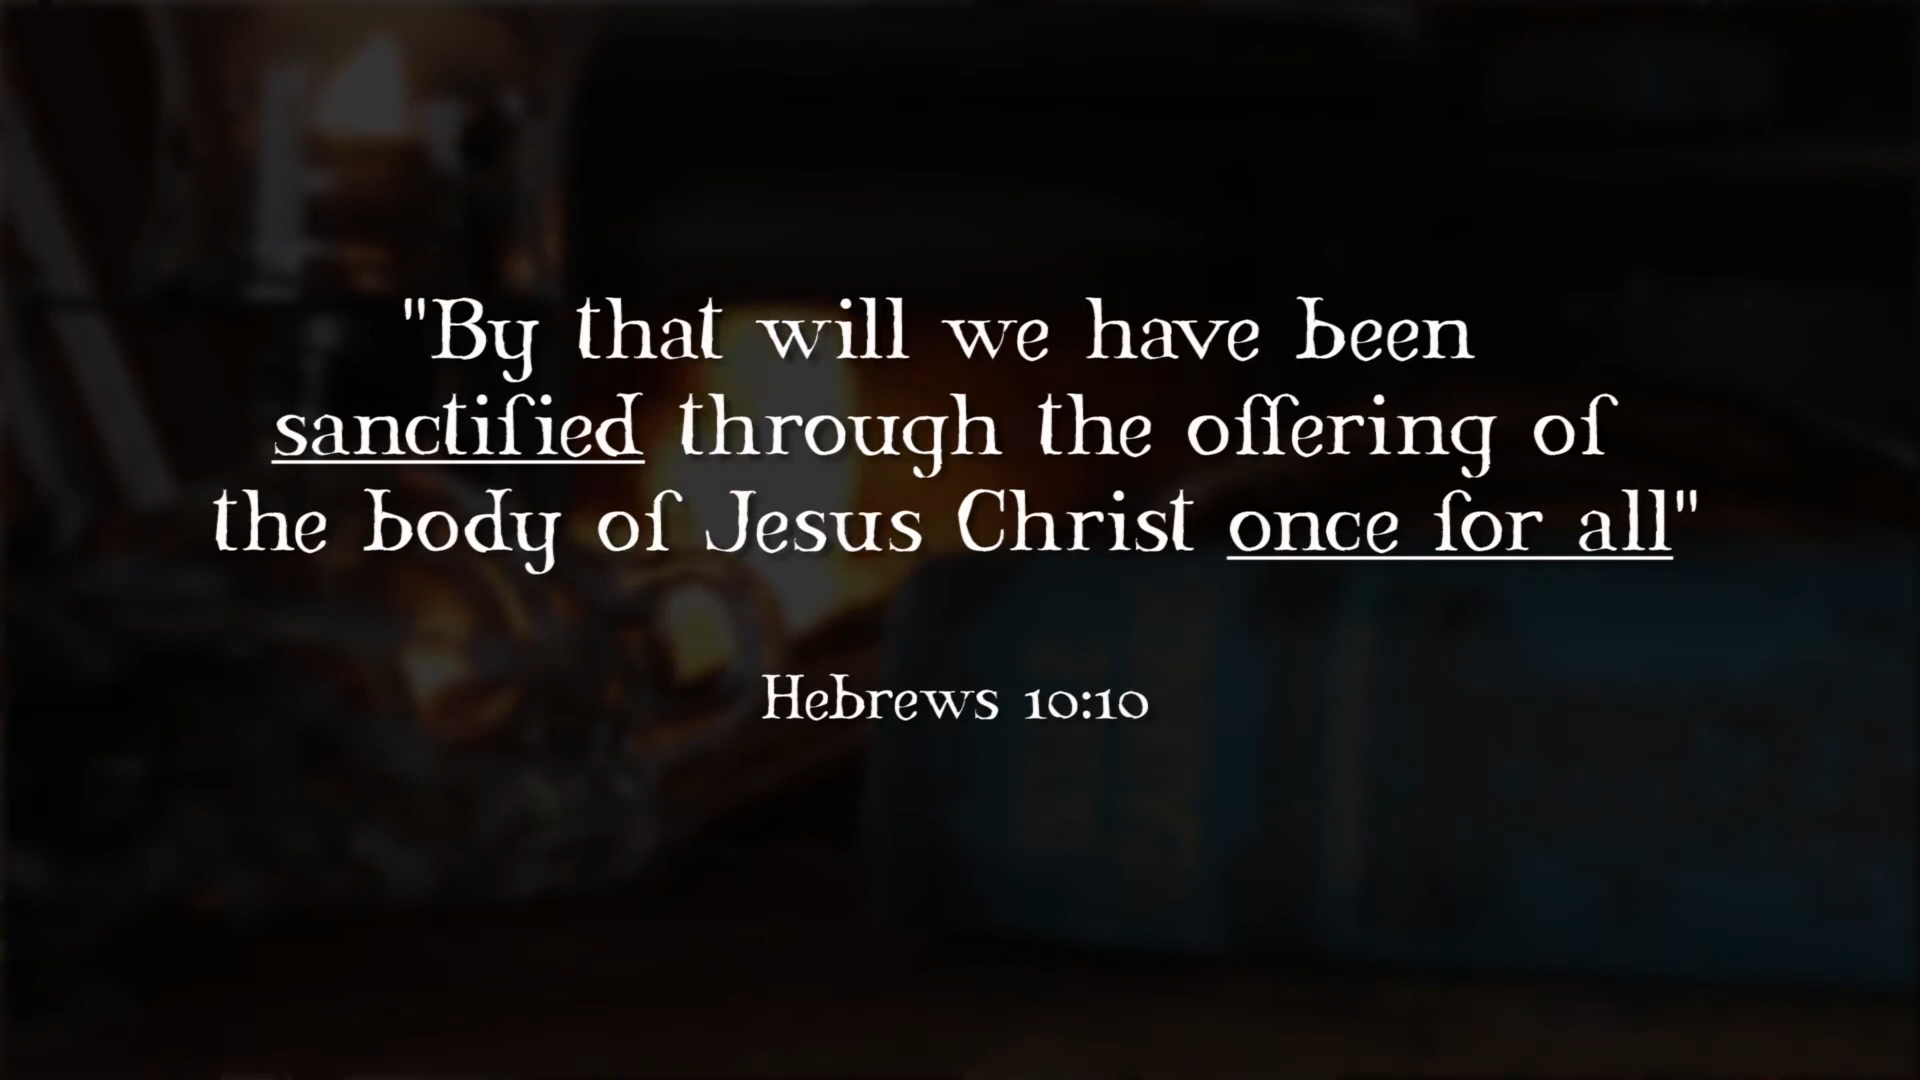 "By that will we have been
sanctified through the offering of
the body of Jesus Christ once for all"
Hebrews 10:10